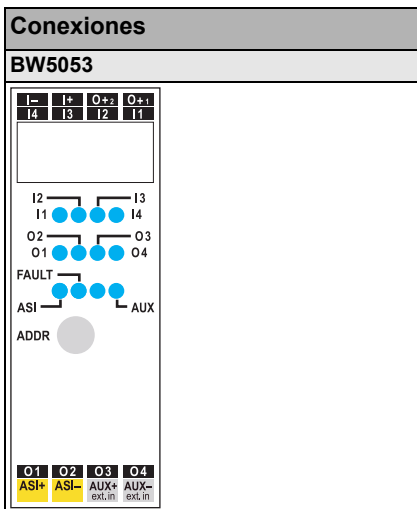 Conexiones
BW5053
I– I+ O+2 O+1
I4 I3 I2 I1
I2 I3
I1 I4
O2 O3
O1 O4
FAULT
ASI AUX
ADDR
O1 O2 O3 O4
ASI+ ASI– AUX+ AUX–
ext.in ext.in